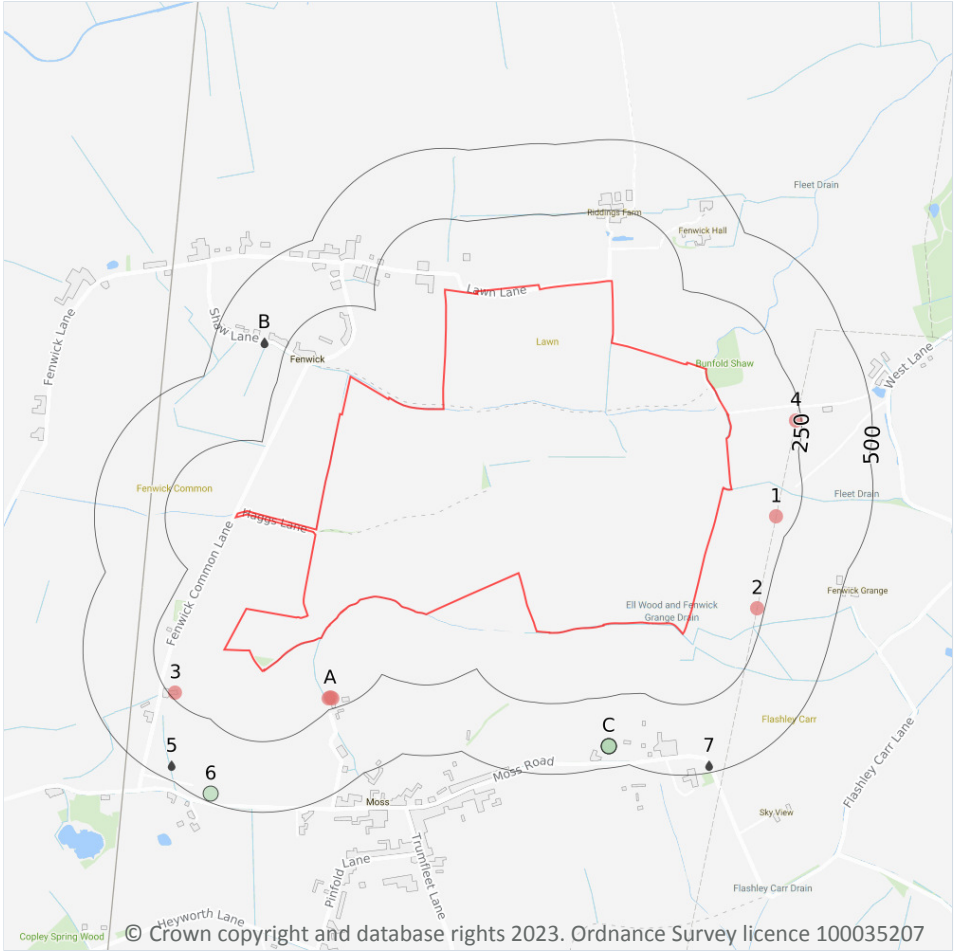 Fleet Drain
Riddings Farm
Fenwick Hall
Lawn Lane
Fenwick Lane
Shaw Lane
B
Fenwick
Lawn
Bunfold Shaw
West Lane
4
250
500
Fenwick Common
Fleet Drain
1
Haggs Lane
Fenwick Common Lane
2
Fenwick Grange
Ell Wood and Fenwick
Grange Drain
3
A
Flashley Carr
C
5
7
6
Moss Road
Moss
Flashley Carr Lane
Sky View
Trumfleet Lane
Pinfold Lane
Flashley Carr Drain
Heyworth Lane
Copley Spring Wood
© Crown copyright and database rights 2023. Ordnance Survey licence 100035207